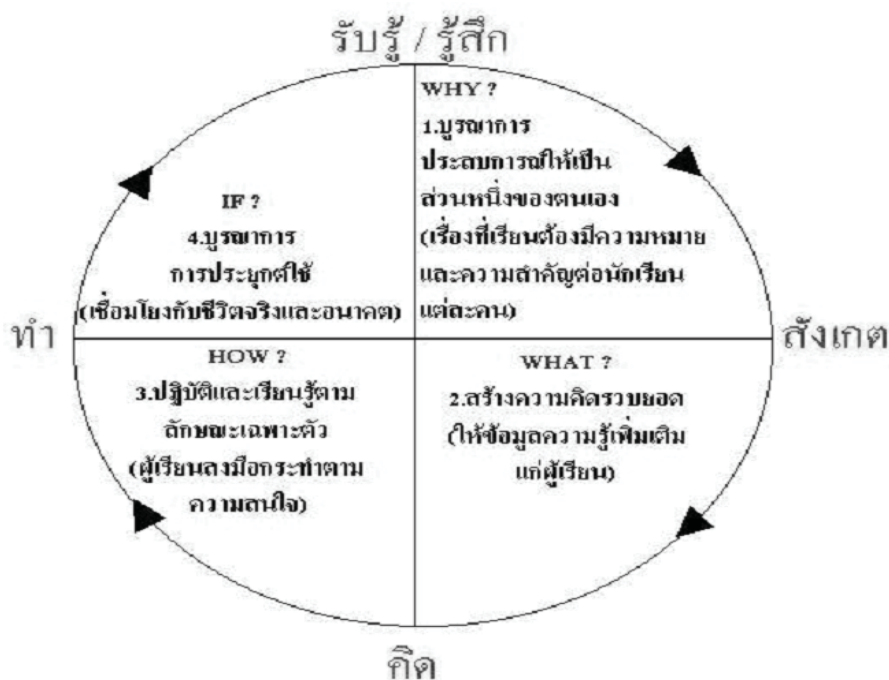 รับรู้ / รู้สึก
WHY ?
1.บูรณาการ
ประสบการณ์ให้เป็น
ส่วนหนึ่งของตนเอง
(เรื่องที่เรียนต้องมีความหมาย
และความสำคัญต่อนักเรียน
แต่ละคน)
IF ?
4.บูรณาการ
การประยุกต์ใช้
(เชื่อมโยงกับชีวิตจริงและอนาคต)
ทำ
สังเกต
HOW ?
3.ปฏิบัติและเรียนรู้ตาม
ลักษณะเฉพาะตัว
(ผู้เรียนลงมือกระทำตาม
ความสนใจ)
WHAT ?
2.สร้างความคิดรวบยอด
(ให้ข้อมูลความรู้เพิ่มเติม
แก่ผู้เรียน)
คิด